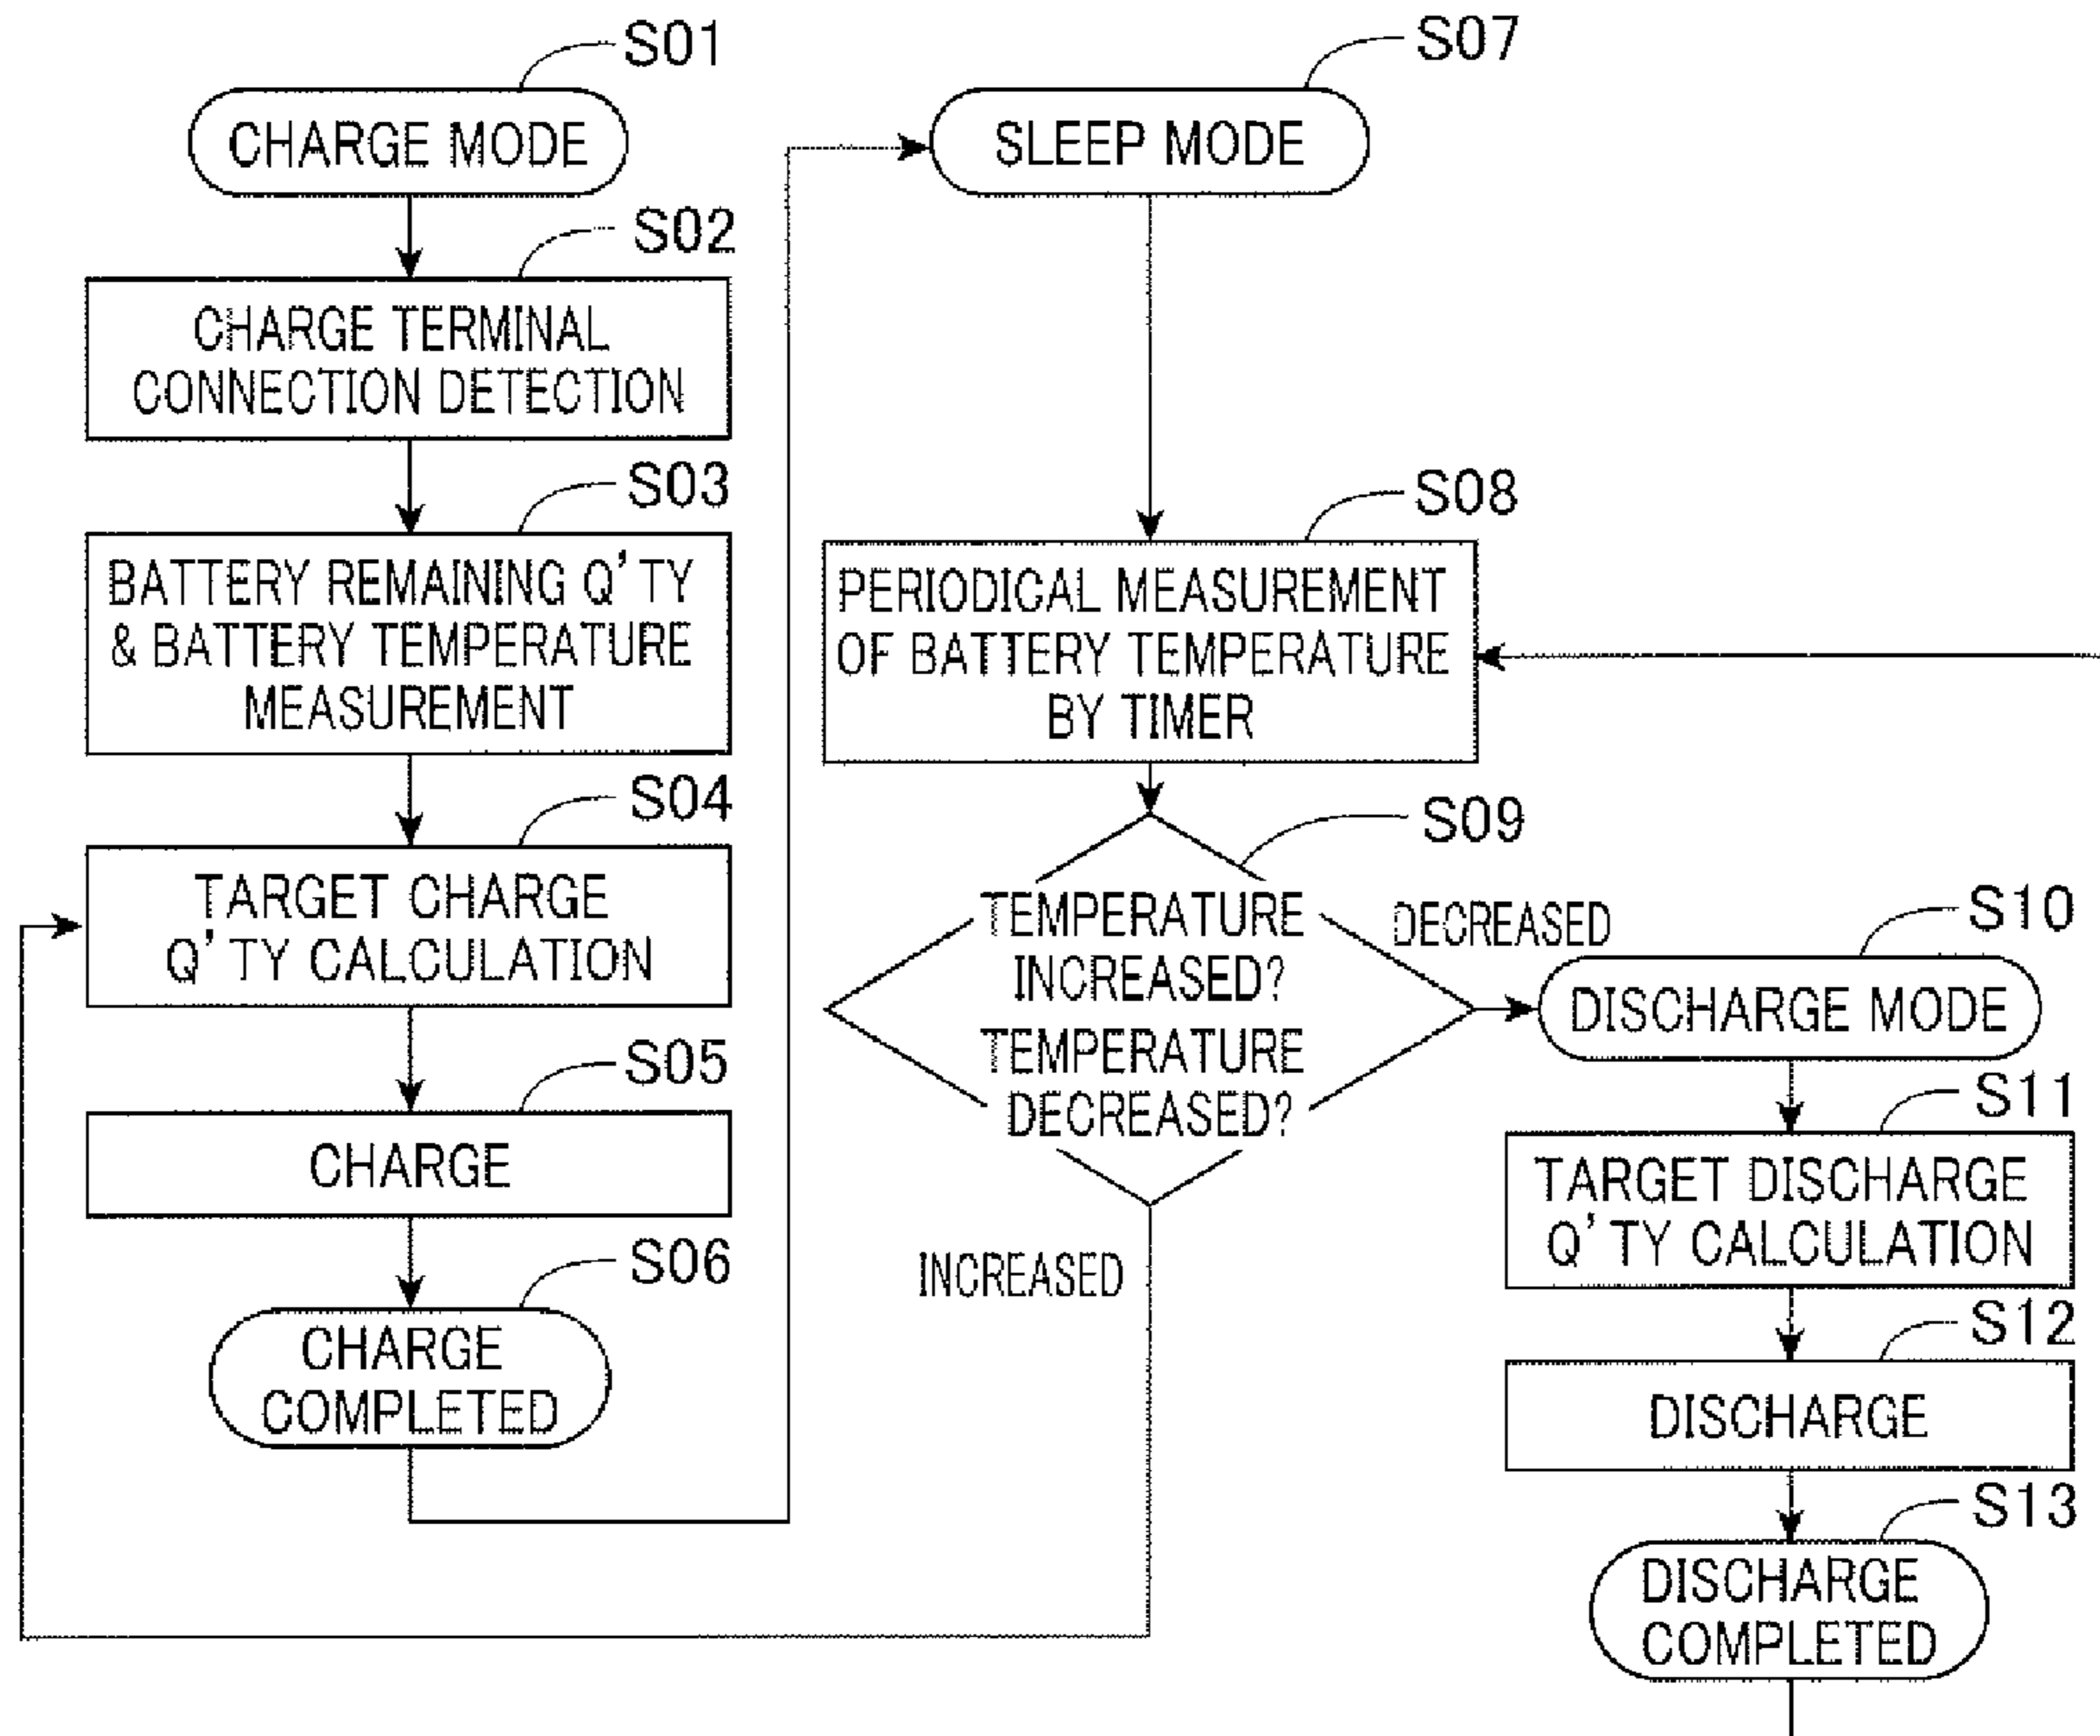 S01
CHARGE MODE
S02
CHARGE TERMINAL
CONNECTION DETECTION
S03
BATTERY REMAINING Q'TY
& BATTERY TEMPERATURE
MEASUREMENT
S04
TARGET CHARGE
Q'TY CALCULATION
S05
CHARGE
S06
CHARGE
COMPLETED
S07
SLEEP MODE
S08
PERIODICAL MEASUREMENT
OF BATTERY TEMPERATURE
BY TIMER
S09
TEMPERATURE
INCREASED?
TEMPERATURE
DECREASED?
INCREASED
DECREASED
S10
DISCHARGE MODE
S11
TARGET DISCHARGE
Q'TY CALCULATION
S12
DISCHARGE
S13
DISCHARGE
COMPLETED